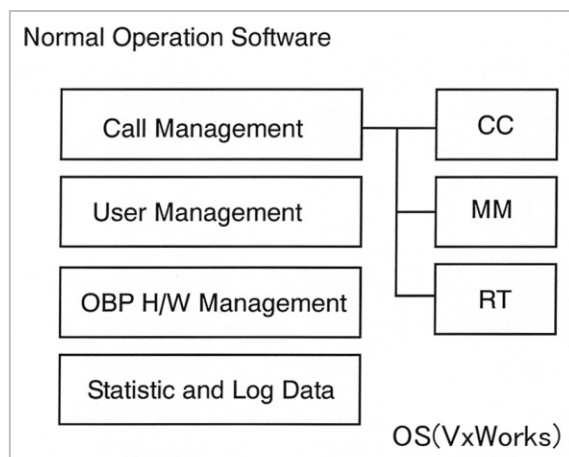 Normal Operation Software
Call Management
CC
User Management
MM
OBP H/W Management
RT
Statistic and Log Data
OS(VxWorks)